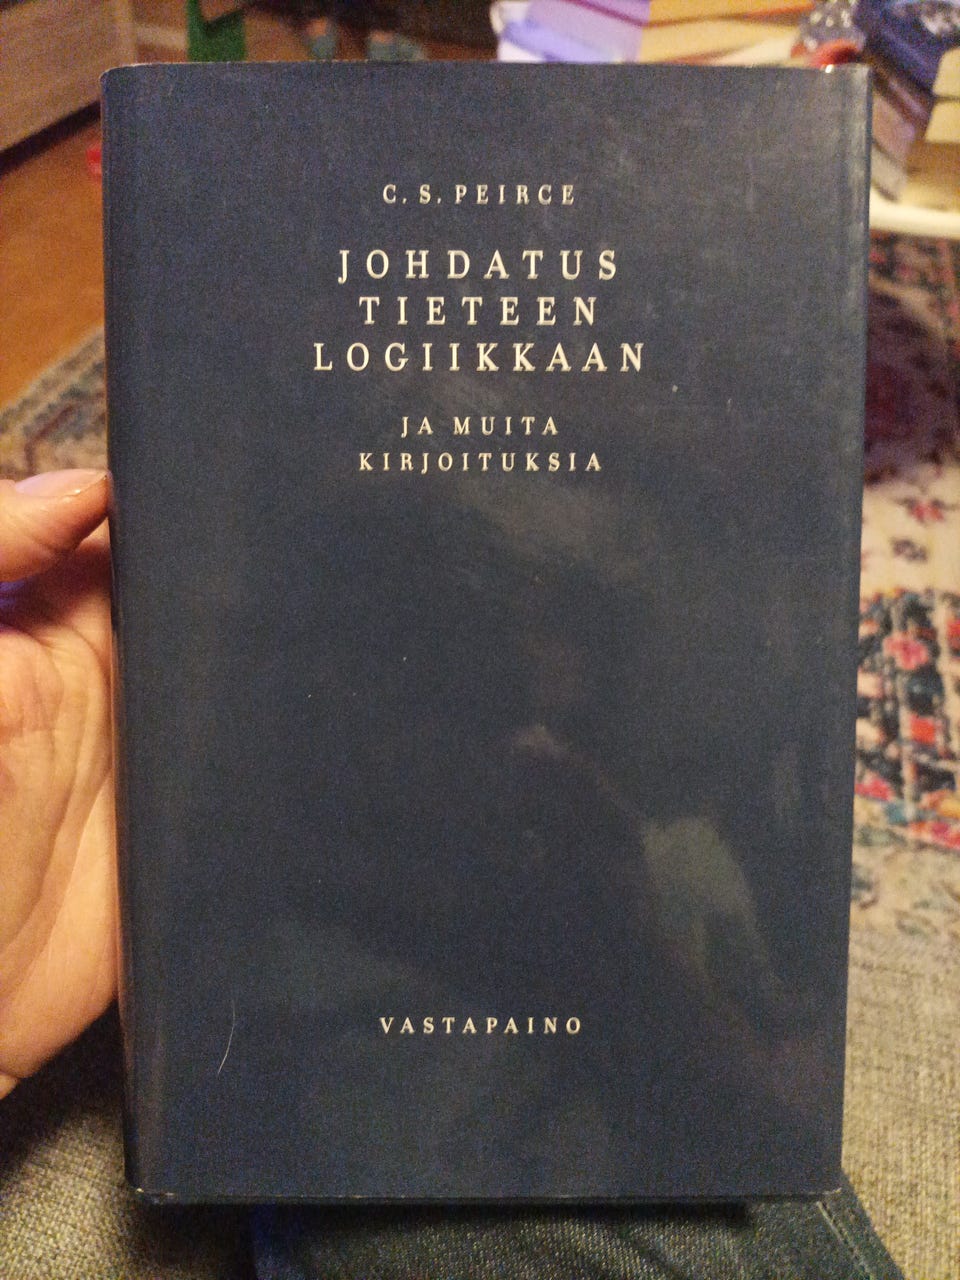 C. S. PEIRCE
JOHDATUS
TIETEEN
LOGIIKKAAN
JA MUITA
KIRJOITUKSIA
VASTAPAINO